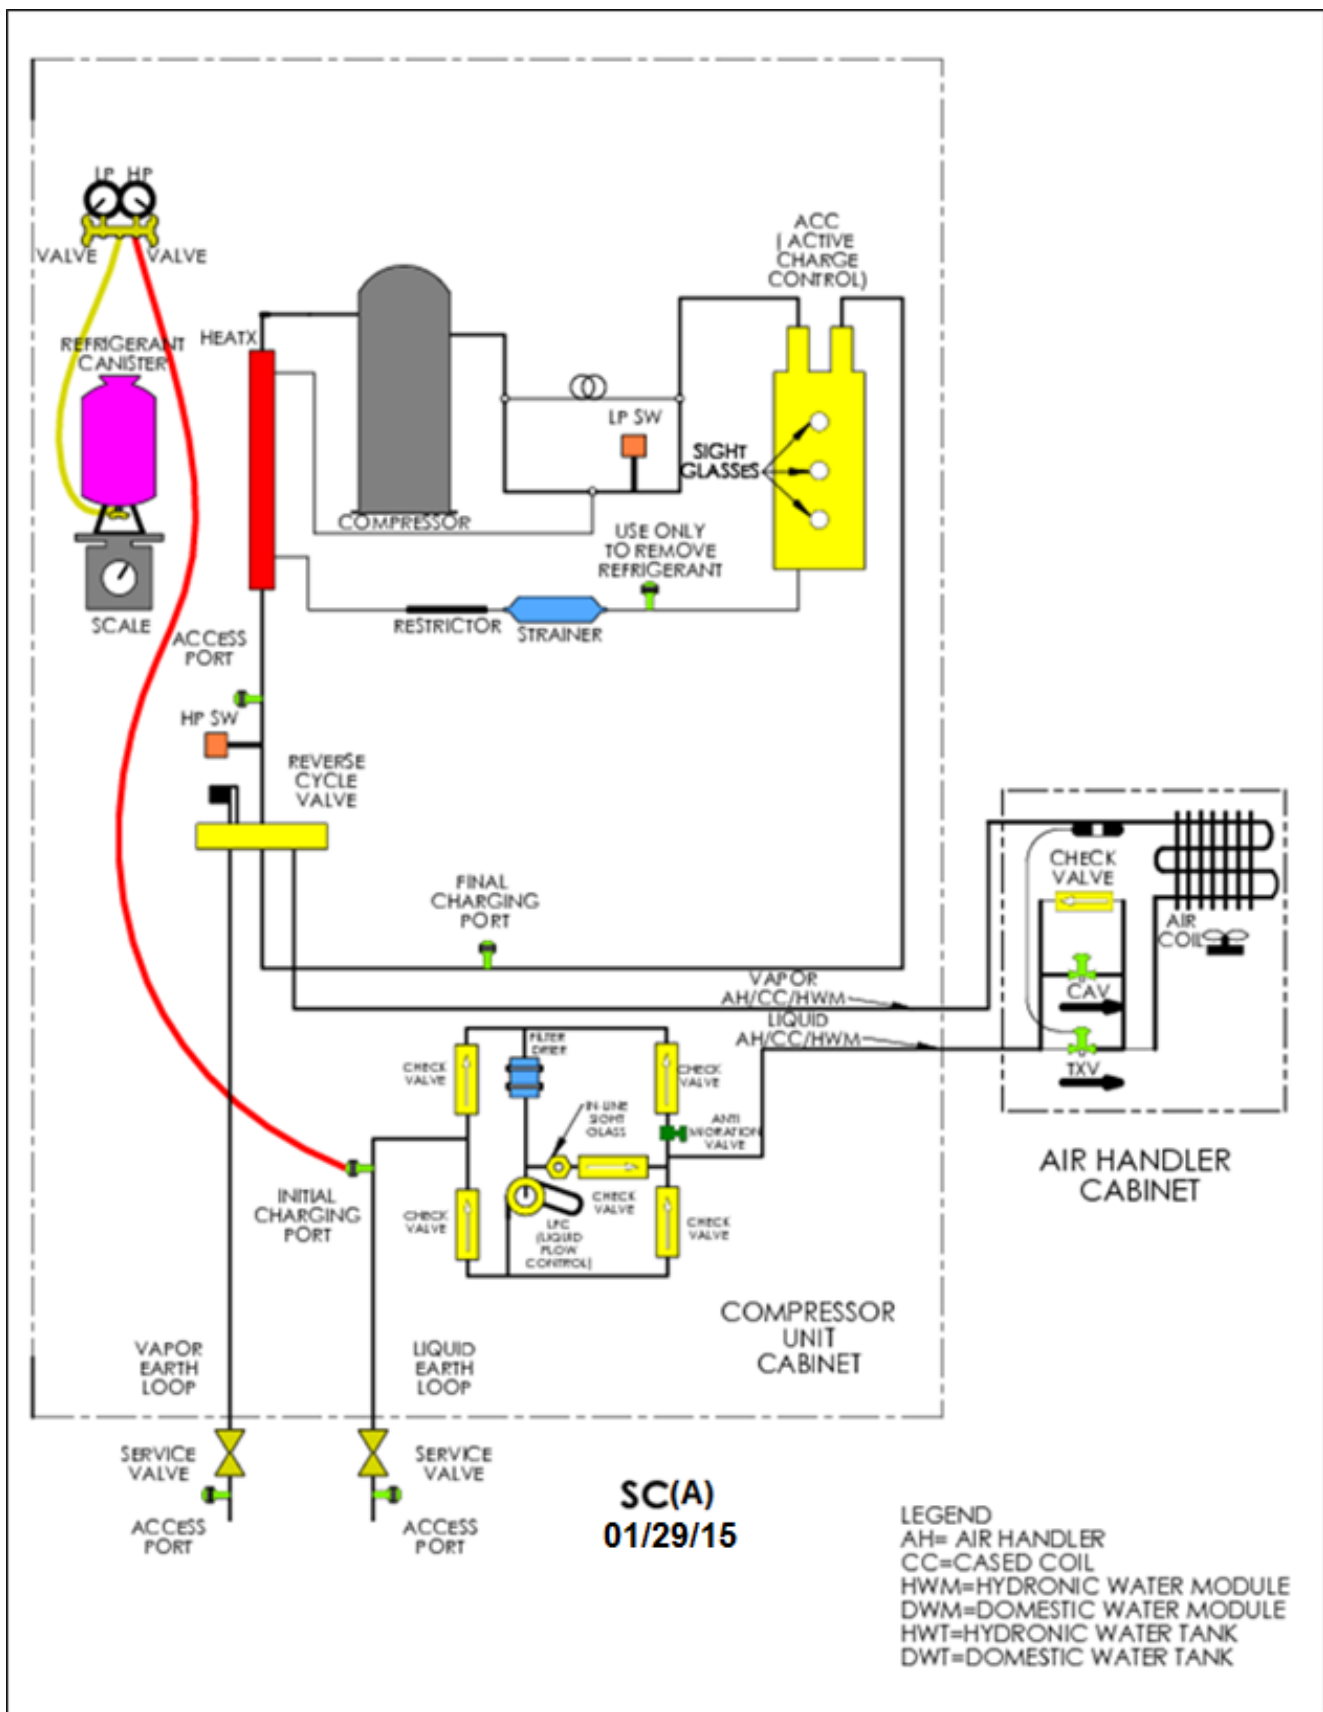 LP HP
VALVE
VALVE
REFRIGERANT
CANISTER
SCALE
HEATX
COMPRESSOR
ACC
( ACTIVE
CHARGE
CONTROL)
LP SW
SIGHT
GLASSES
USE ONLY
TO REMOVE
REFRIGERANT
RESTRICTOR
STRAINER
ACCESS
PORT
HP SW
REVERSE
CYCLE
VALVE
FINAL
CHARGING
PORT
VAPOR
AH/CC/HWM
LIQUID
AH/CC/HWM
CHECK
VALVE
AIR
COIL
CAV
TXV
AIR HANDLER
CABINET
FILTER
DRIER
CHECK
VALVE
CHECK
VALVE
IN-LINE
SIGHT
GLASS
ANTI
MIGRATION
VALVE
INITIAL
CHARGING
PORT
CHECK
VALVE
LFC
(LIQUID
FLOW
CONTROL)
CHECK
VALVE
CHECK
VALVE
COMPRESSOR
UNIT
CABINET
VAPOR
EARTH
LOOP
LIQUID
EARTH
LOOP
SERVICE
VALVE
SERVICE
VALVE
ACCESS
PORT
ACCESS
PORT
SC(A)
01/29/15
LEGEND
AH= AIR HANDLER
CC=CASED COIL
HWM=HYDRONIC WATER MODULE
DWM=DOMESTIC WATER MODULE
HWT=HYDRONIC WATER TANK
DWT=DOMESTIC WATER TANK